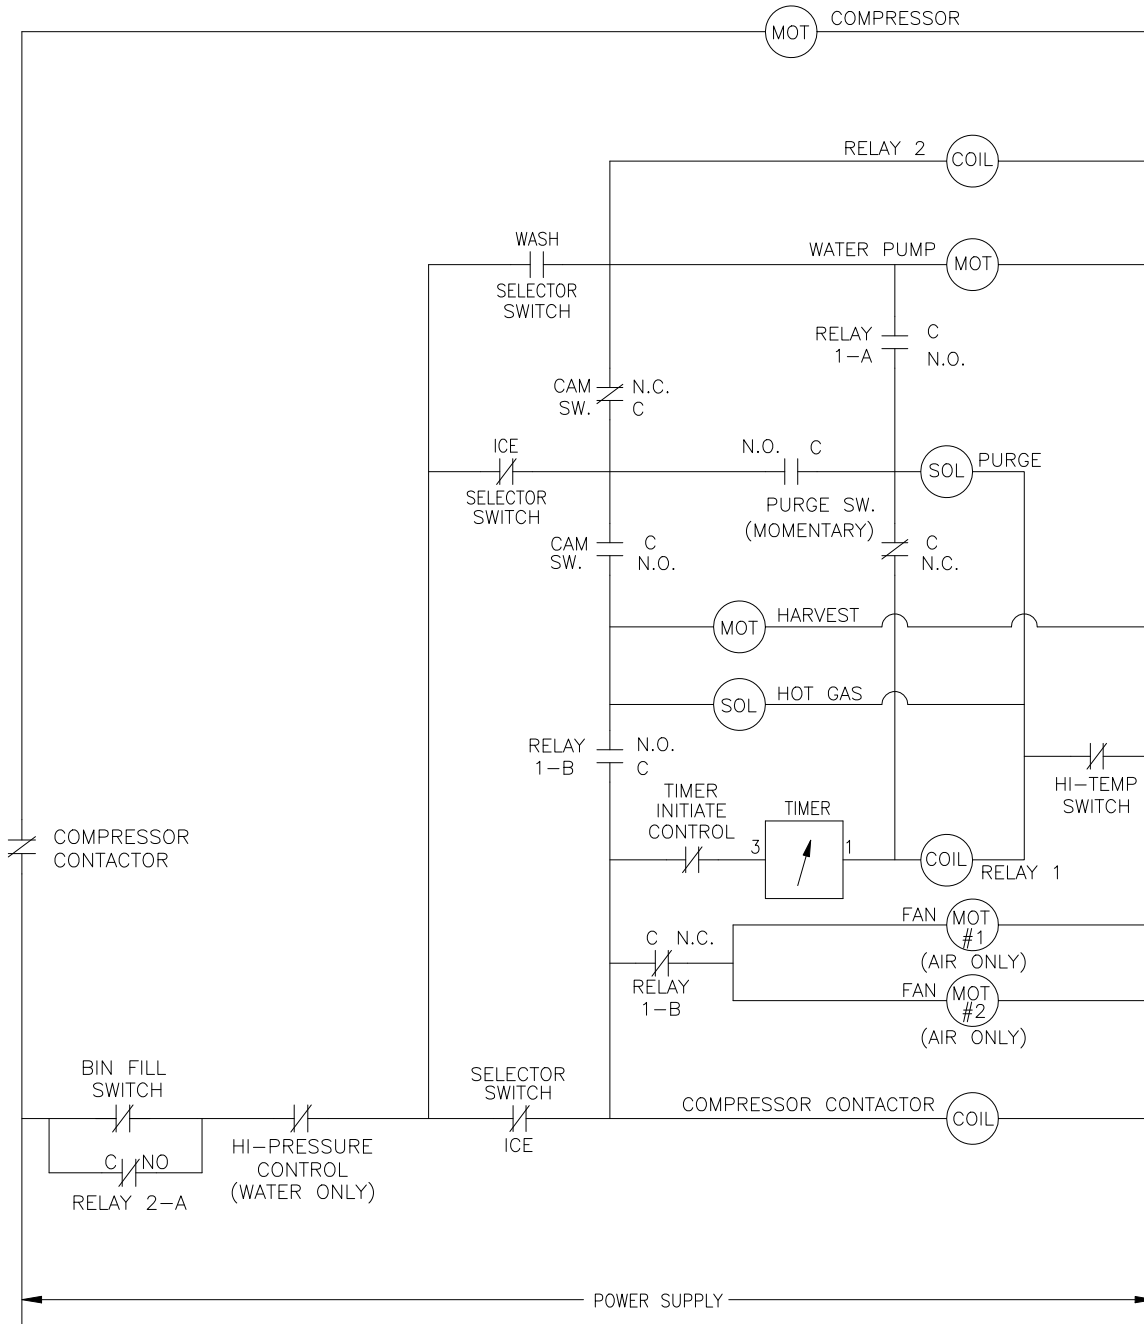 COMPRESSOR
MOT
RELAY 2
COIL
WASH
SELECTOR
SWITCH
WATER PUMP
MOT
RELAY
1-A
C
N.O.
CAM
SW.
N.C.
C
ICE
SELECTOR
SWITCH
N.O. C
PURGE SW.
(MOMENTARY)
SOL
PURGE
CAM
SW.
C
N.O.
C
N.C.
MOT
HARVEST
SOL
HOT GAS
RELAY
1-B
N.O.
C
HI-TEMP
SWITCH
TIMER
INITIATE
CONTROL
TIMER
3
1
COIL
RELAY 1
COMPRESSOR
CONTACTOR
C N.C.
RELAY
1-B
FAN
MOT
#1
(AIR ONLY)
FAN
MOT
#2
(AIR ONLY)
BIN FILL
SWITCH
C NO
RELAY 2-A
HI-PRESSURE
CONTROL
(WATER ONLY)
SELECTOR
SWITCH
ICE
COMPRESSOR CONTACTOR
COIL
POWER SUPPLY